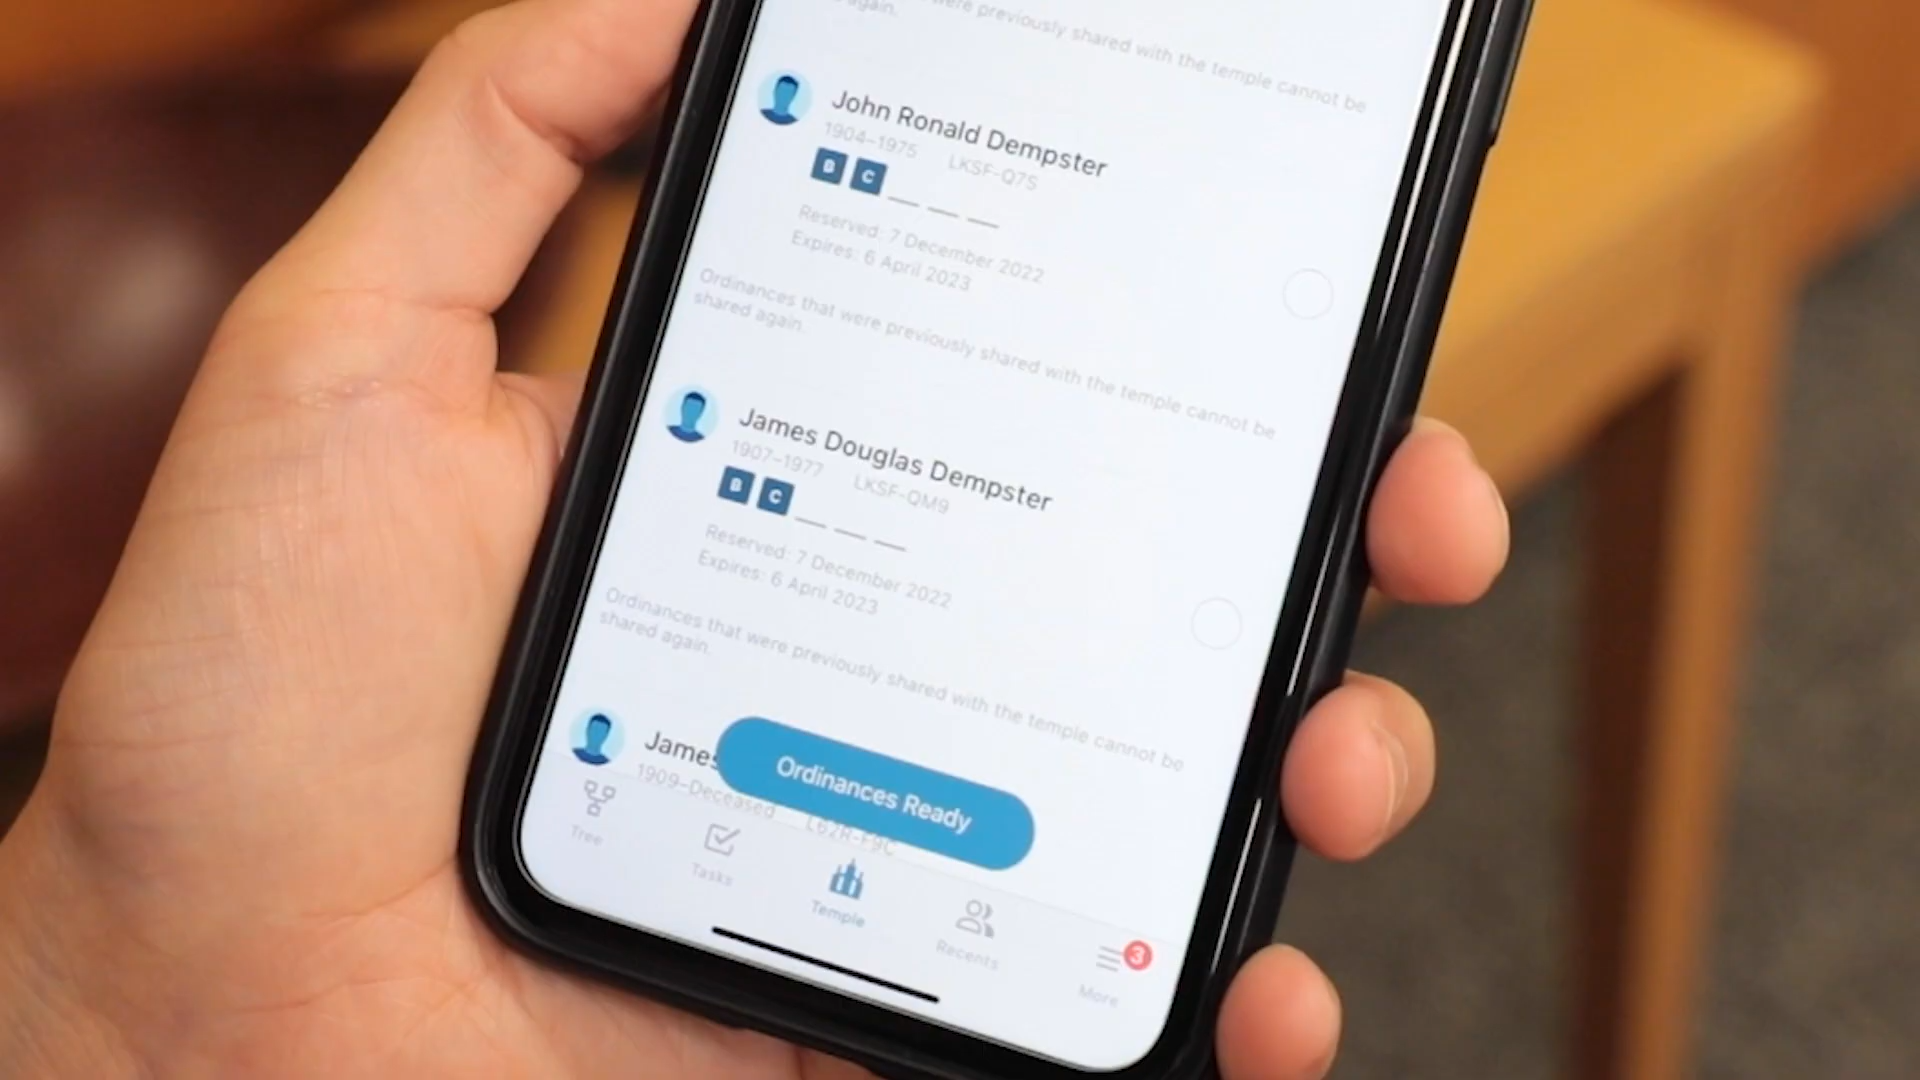 were previously shared with the temple cannot be
again.
John Ronald Dempster
1904–1975 LKSF-Q7S
B C
Reserved: 7 December 2022
Expires: 6 April 2023
Ordinances that were previously shared with the temple cannot be
shared again.
James Douglas Dempster
1907–1977 LKSF-QM9
B C
Reserved: 7 December 2022
Expires: 6 April 2023
Ordinances that were previously shared with the temple cannot be
shared again.
James
1909–Deceased L62R-F9C
Ordinances Ready
Tree
Tasks
Temple
Recents
3
More